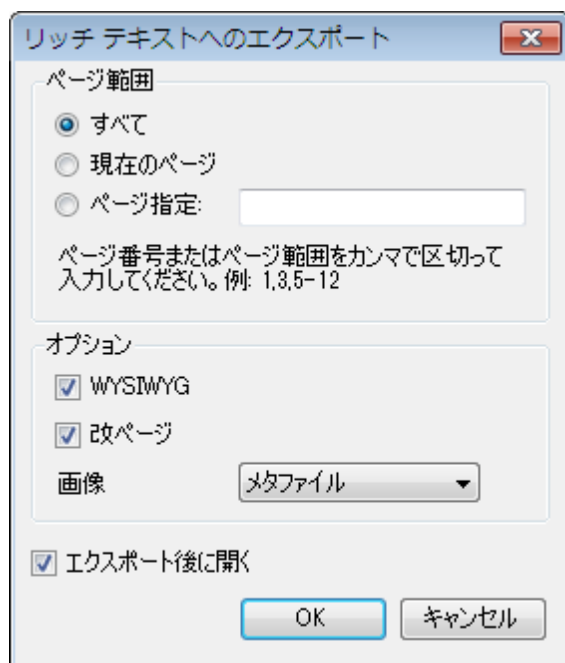 リッチ テキストへのエクスポート
ページ範囲
すべて
現在のページ
ページ指定:
ページ番号またはページ範囲をカンマで区切って
入力してください。例: 1,3,5-12
オプション
WYSIWYG
改ページ
画像 メタファイル
エクスポート後に開く
OK キャンセル